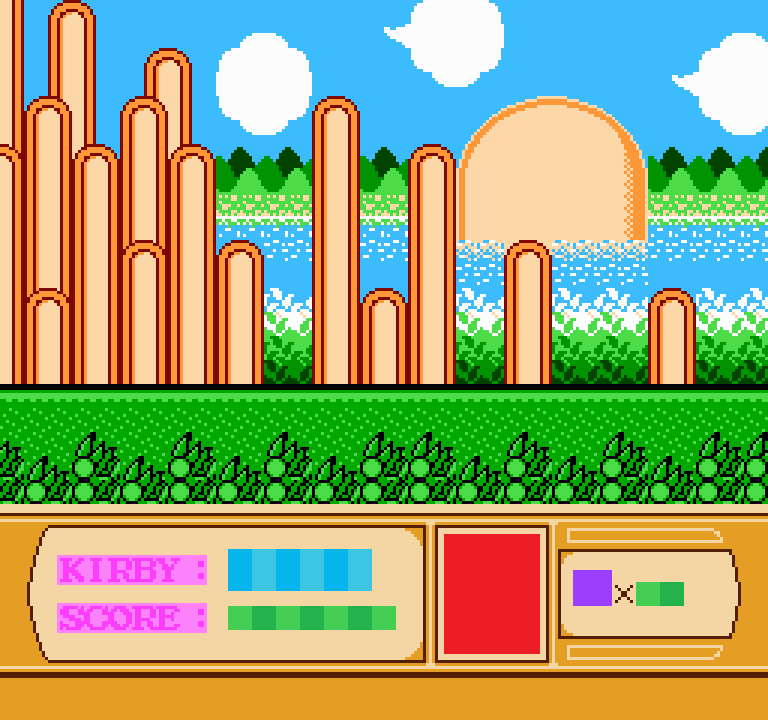 KIRBY :
SCORE :
×